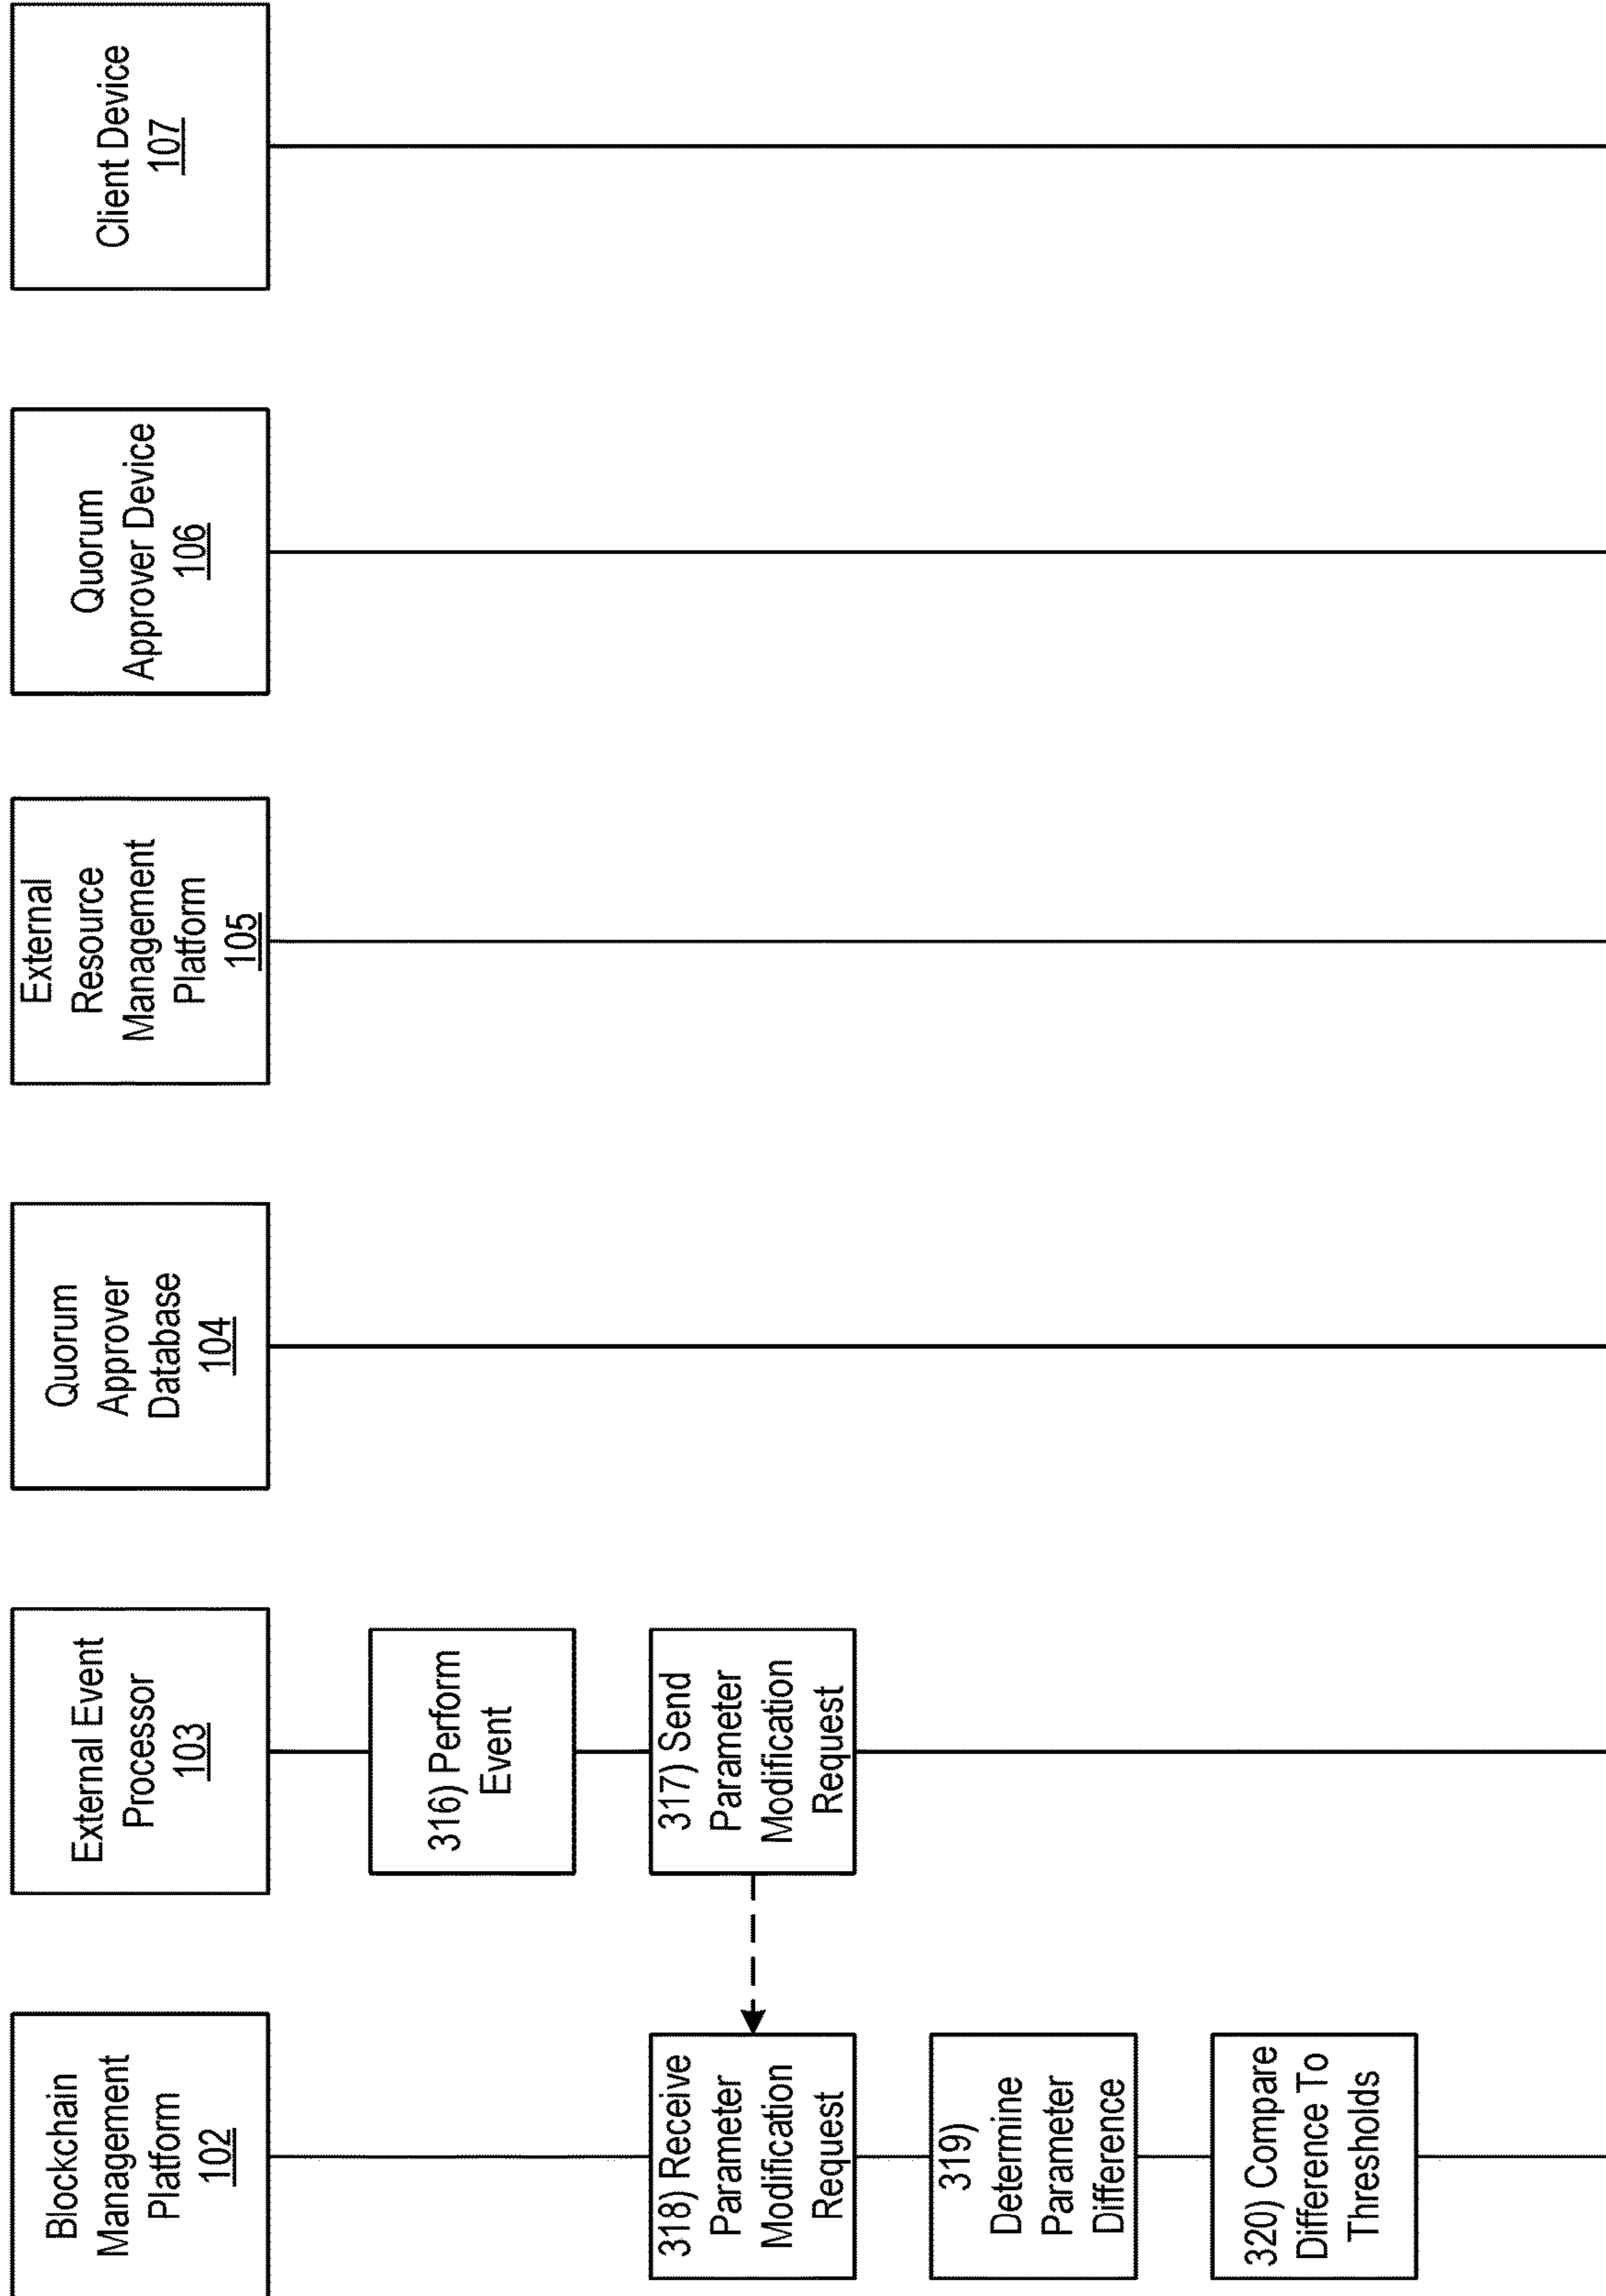 Blockchain
Management
Platform
102
External Event
Processor
103
Quorum
Approver
Database
104
External
Resource
Management
Platform
105
Quorum
Approver Device
106
Client Device
107
316) Perform
Event
317) Send
Parameter
Modification
Request
318) Receive
Parameter
Modification
Request
319)
Determine
Parameter
Difference
320) Compare
Difference To
Thresholds